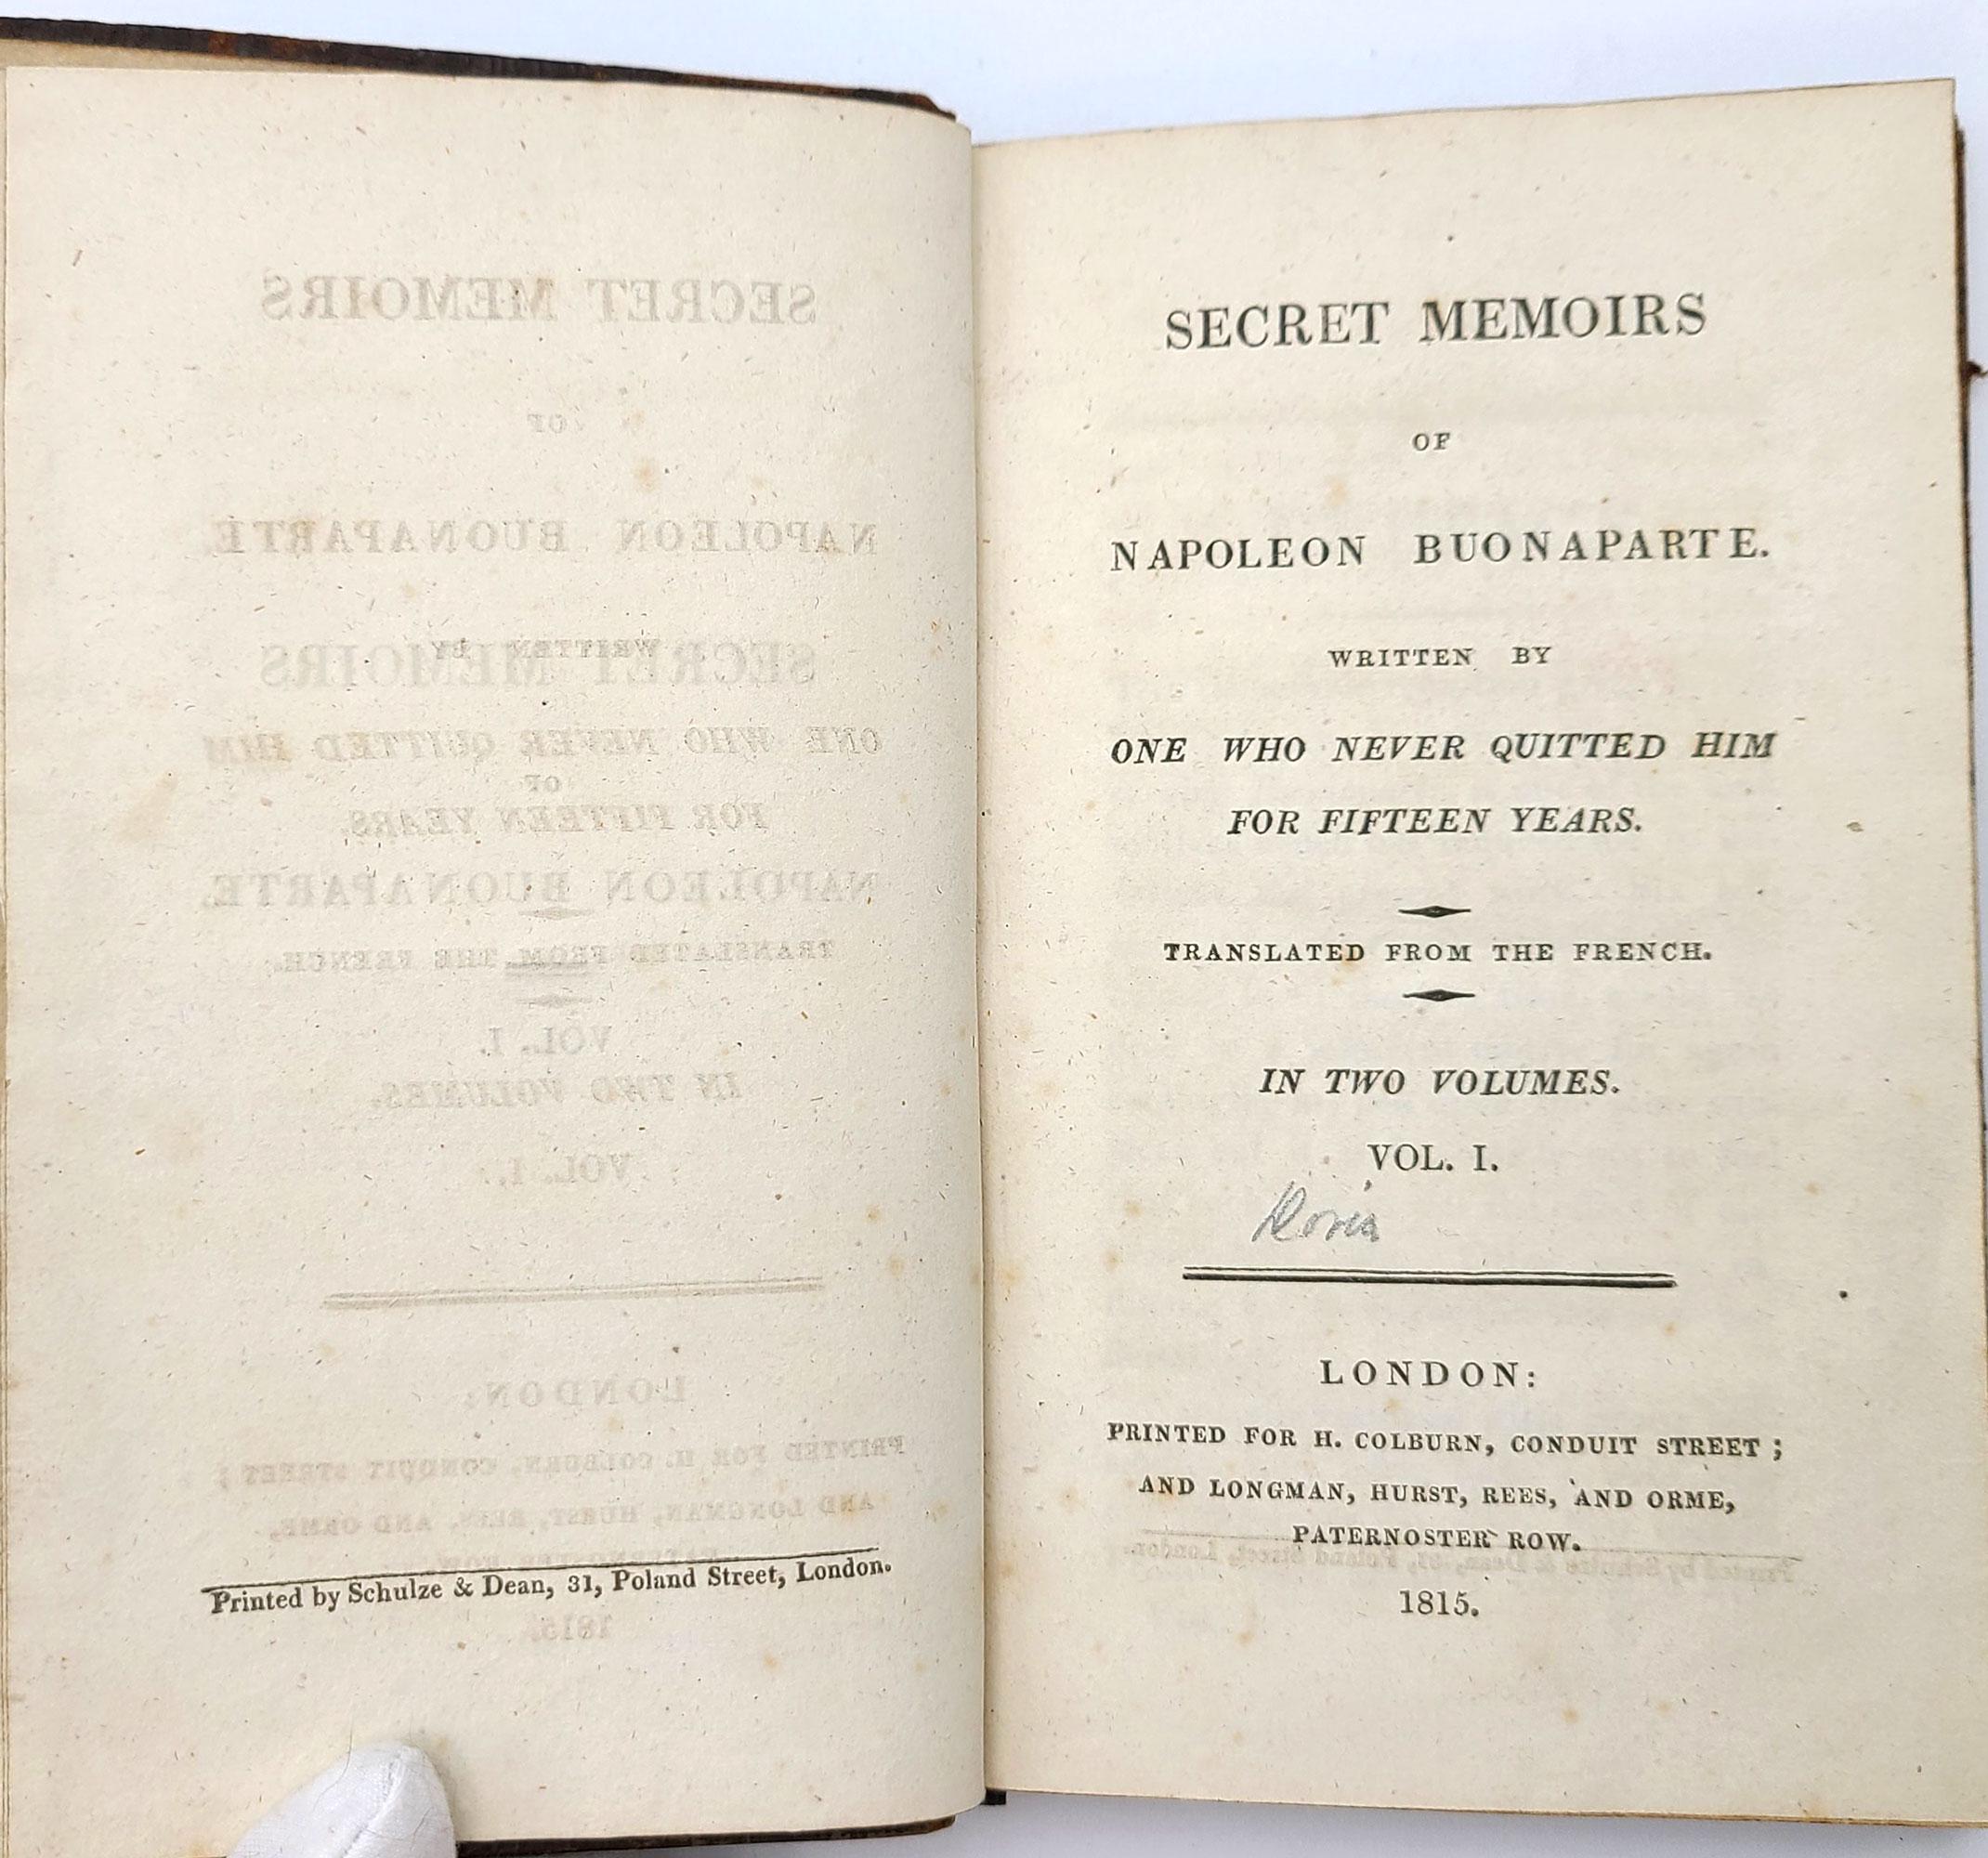 Printed by Schulze & Dean, 31, Poland Street, London.
SECRET MEMOIRS
OF
NAPOLEON BUONAPARTE.
WRITTEN BY
ONE WHO NEVER QUITTED HIM
FOR FIFTEEN YEARS.
TRANSLATED FROM THE FRENCH.
IN TWO VOLUMES.
VOL. I.
LONDON:
PRINTED FOR H. COLBURN, CONDUIT STREET ;
AND LONGMAN, HURST, REES, AND ORME,
PATERNOSTER ROW.
1815.